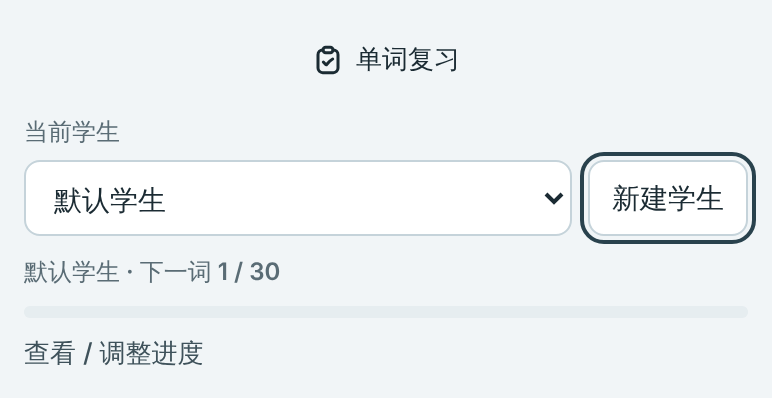 单词复习
当前学生
默认学生 新建学生
默认学生 · 下一词 1 / 30
查看 / 调整进度